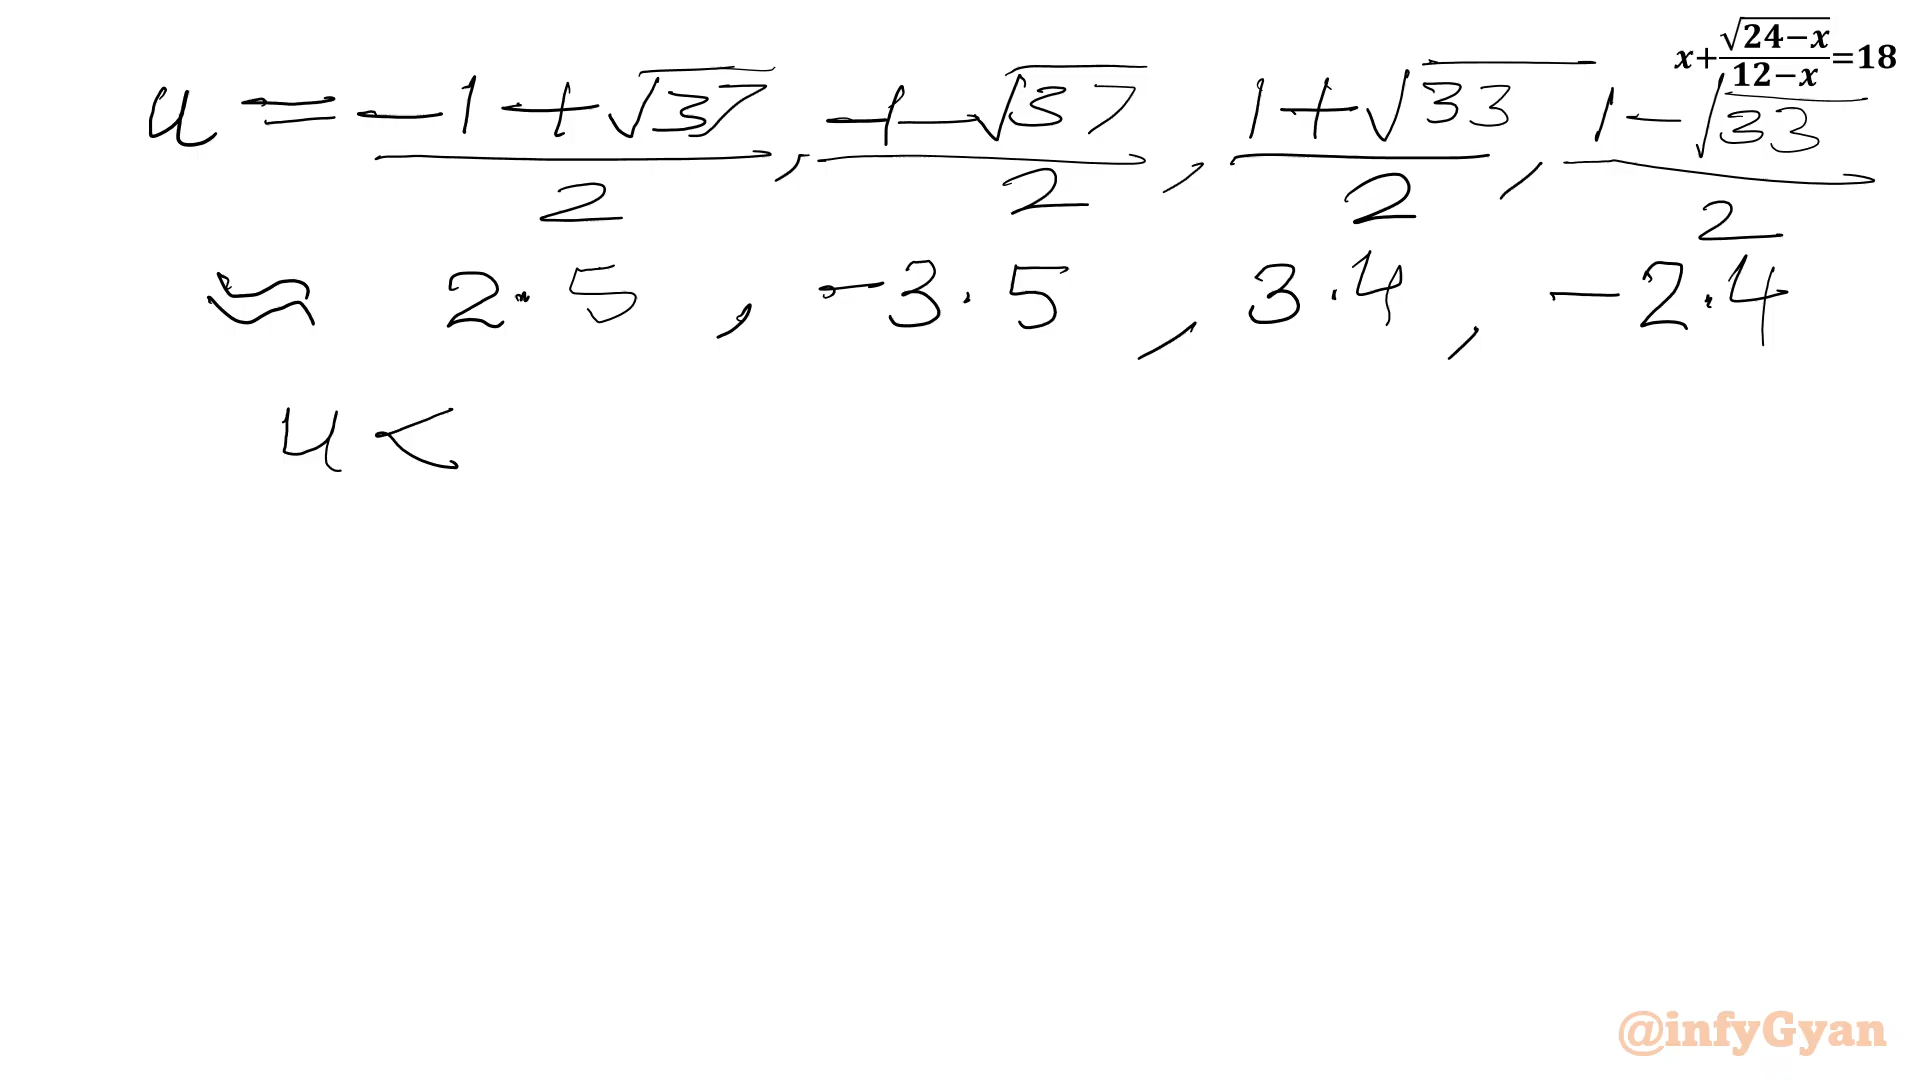 x+√(24−x)/(12−x)=18
u = (-1+√37)/2, (-1-√37)/2, (1+√33)/2, (1-√33)/2
≈ 2.5, -3.5, 3.4, -2.4
u <
@infyGyan